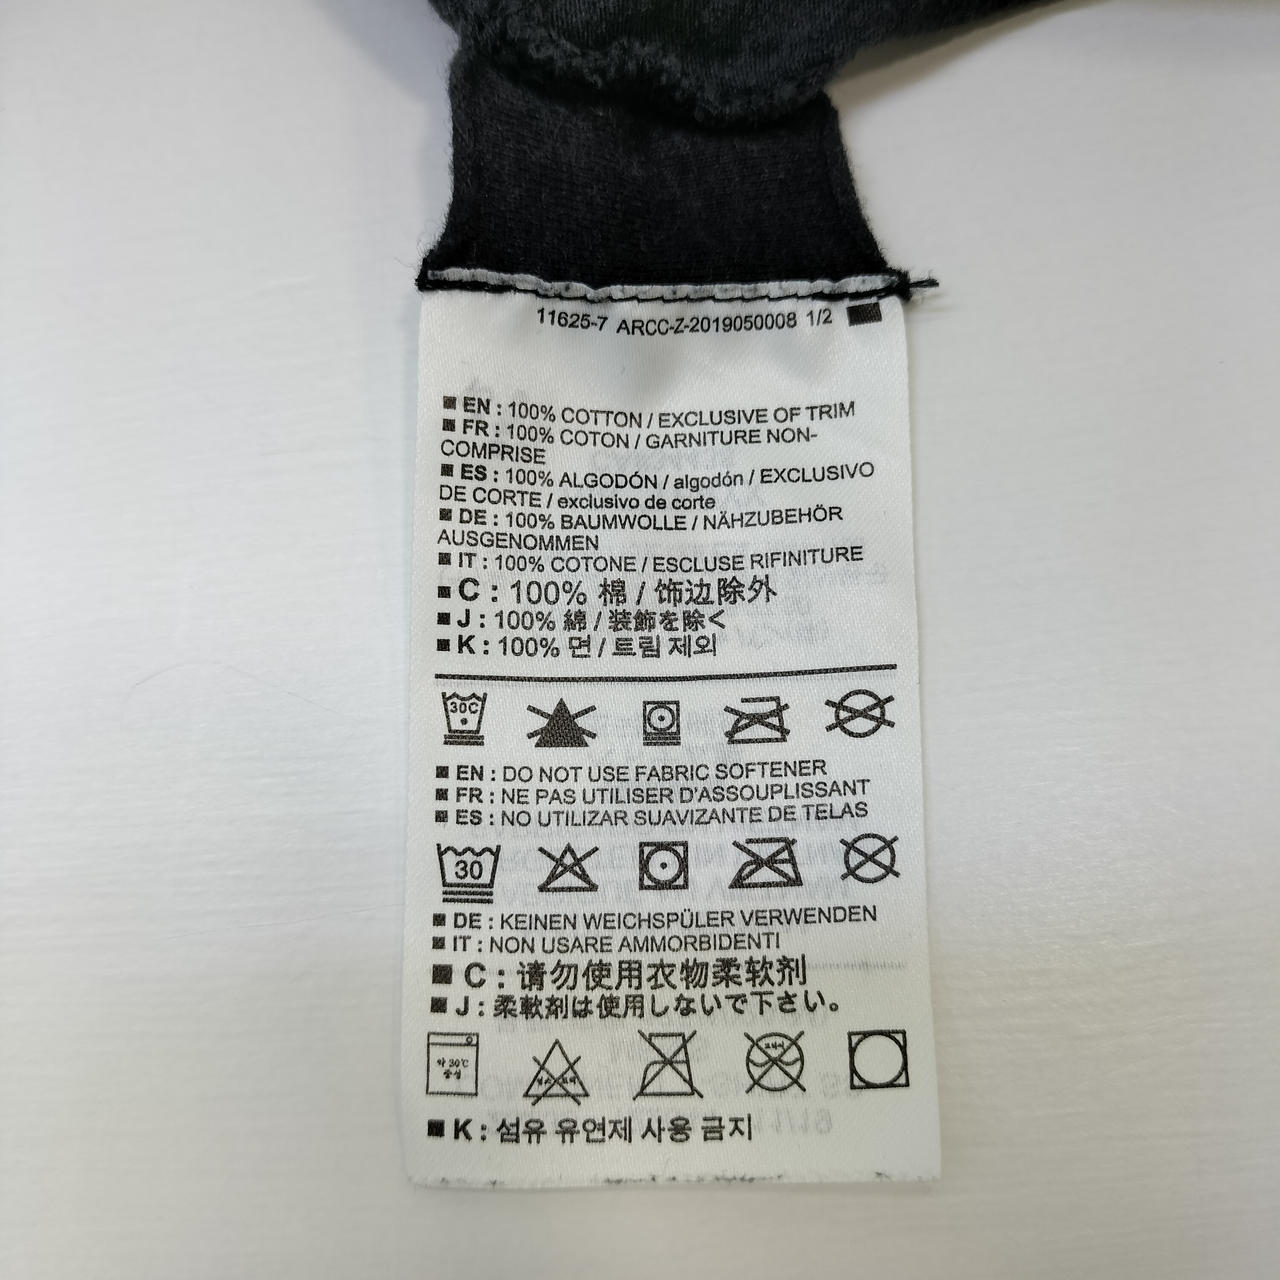 11625-7 ARCC-Z-2019050008 1/2
EN : 100% COTTON / EXCLUSIVE OF TRIM
FR : 100% COTON / GARNITURE NON-
COMPRISE
ES : 100% ALGODÓN / algodón / EXCLUSIVO
DE CORTE / exclusivo de corte
DE : 100% BAUMWOLLE / NÄHZUBEHÖR
AUSGENOMMEN
IT : 100% COTONE / ESCLUSE RIFINITURE
C : 100% 棉 / 饰边除外
J : 100% 綿 / 装飾を除く
K : 100% 면 / 트림 제외
30C
EN : DO NOT USE FABRIC SOFTENER
FR : NE PAS UTILISER D'ASSOUPLISSANT
ES : NO UTILIZAR SUAVIZANTE DE TELAS
30
DE : KEINEN WEICHSPÜLER VERWENDEN
IT : NON USARE AMMORBIDENTI
C : 请勿使用衣物柔软剂
J : 柔軟剤は使用しないで下さい。
약 30℃
중성
드라이
K : 섬유 유연제 사용 금지